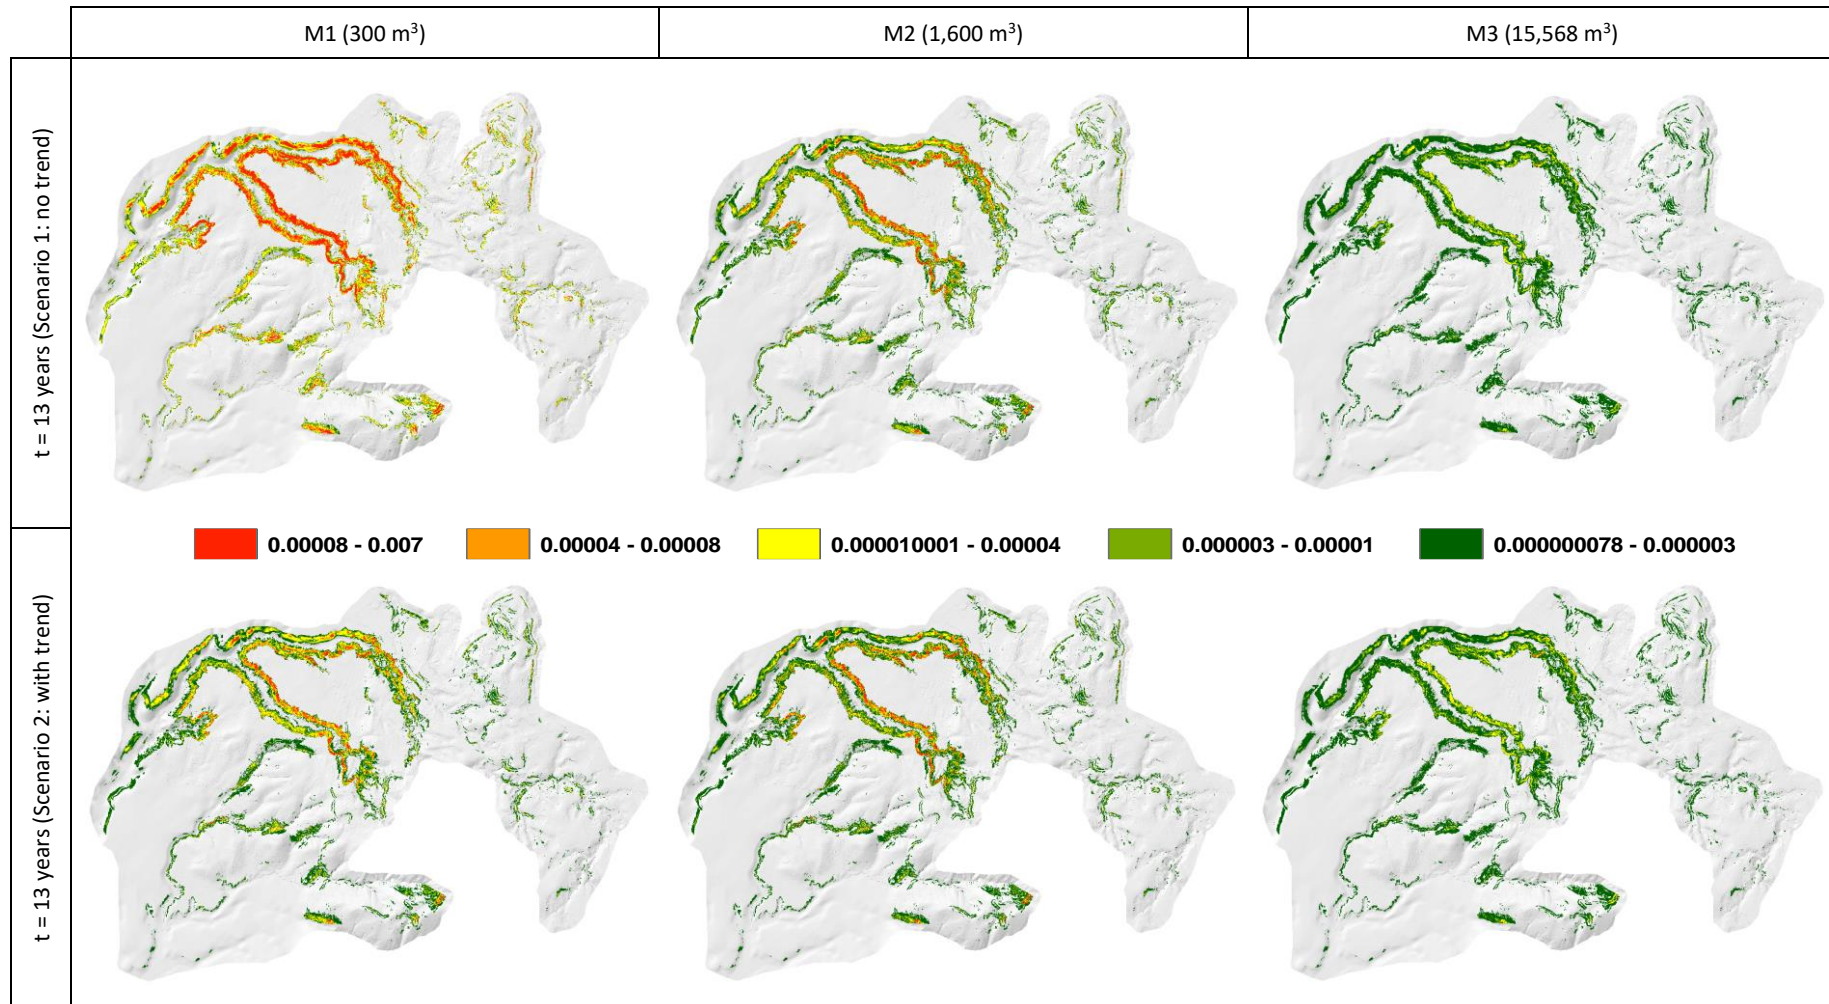 M1 (300 m³)
M2 (1,600 m³)
M3 (15,568 m³)
t = 13 years (Scenario 1: no trend)
0.00008 - 0.007
0.00004 - 0.00008
0.000010001 - 0.00004
0.000003 - 0.00001
0.000000078 - 0.000003
t = 13 years (Scenario 2: with trend)